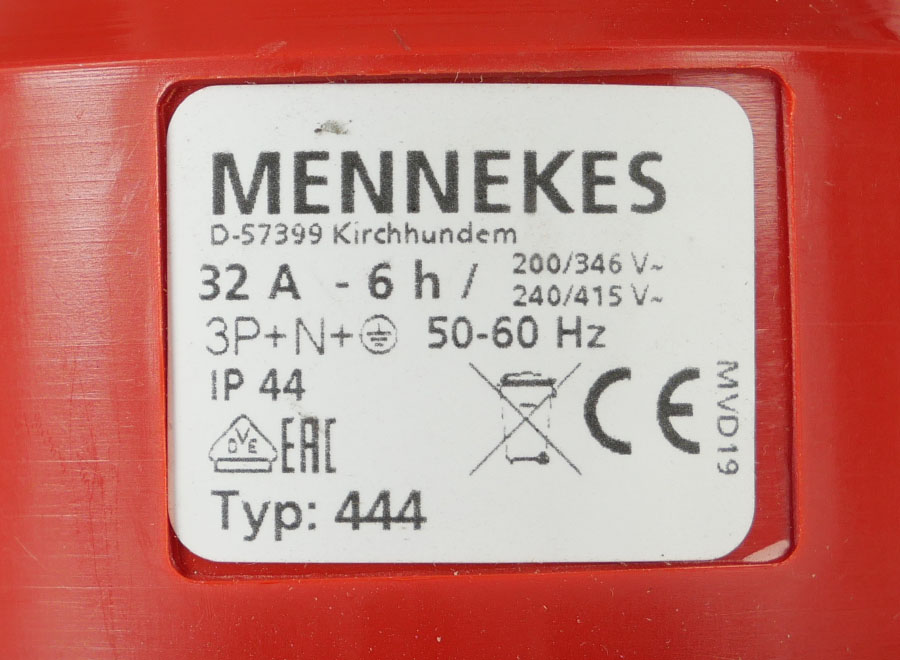 MENNEKES
D-57399 Kirchhundem
32 A - 6 h / 200/346 V~
240/415 V~
3P+N+⏚ 50-60 Hz
IP 44
CE
MVD19
DVE
EAC
Typ: 444